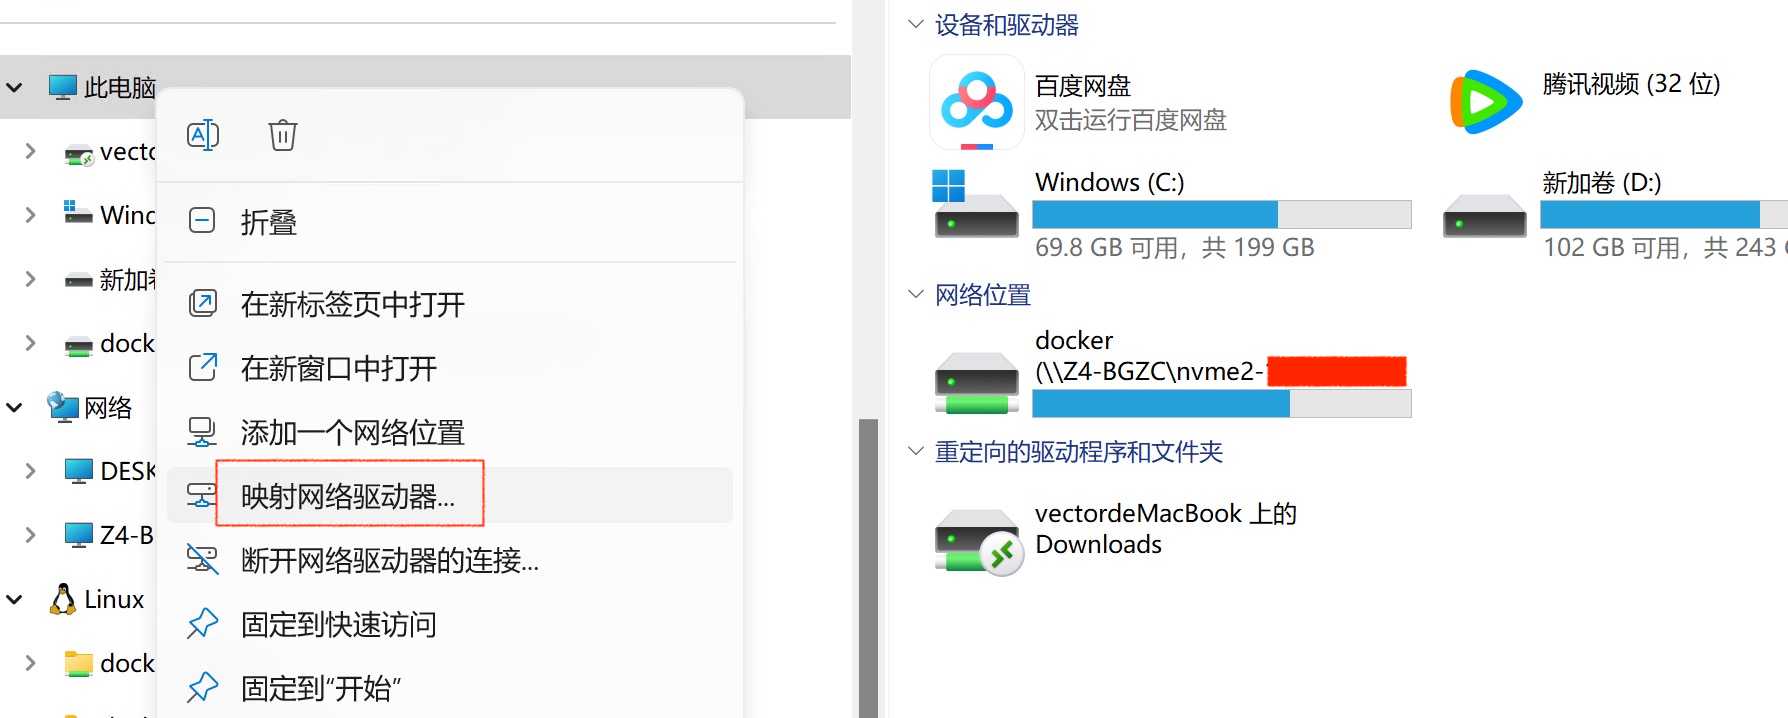 此电脑
Wind
新加卷
dock
网络
DESK
Z4-B
Linux
dock
折叠
在新标签页中打开
在新窗口中打开
添加一个网络位置
映射网络驱动器...
断开网络驱动器的连接...
固定到快速访问
固定到“开始”
设备和驱动器
百度网盘
双击运行百度网盘
腾讯视频 (32 位)
Windows (C:)
69.8 GB 可用，共 199 GB
新加卷 (D:)
102 GB 可用，共 243
网络位置
docker
(\\Z4-BGZC\nvme2-
重定向的驱动程序和文件夹
vectordeMacBook 上的
Downloads